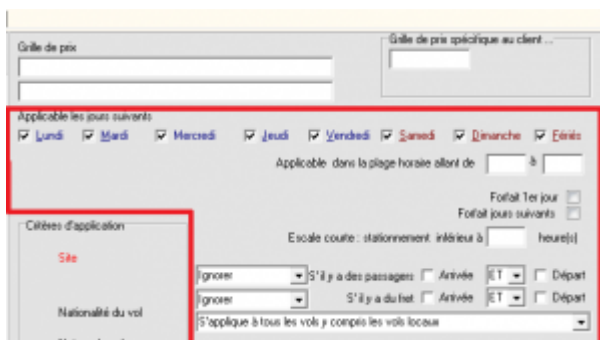 Grille de prix
Grille de prix spécifique au client ...
Applicable les jours suivants
Lundi Mardi Mercredi Jeudi Vendredi Samedi Dimanche Fériés
Applicable dans la plage horaire allant de à
Forfait 1er jour
Forfait jours suivants
Critères d'application
Escale courte : stationnement inférieur à heure(s)
Site
Ignorer S'il y a des passagers Arrivée ET Départ
Ignorer S'il y a du fret Arrivée ET Départ
Nationalité du vol
S'applique à tous les vols y compris les vols locaux